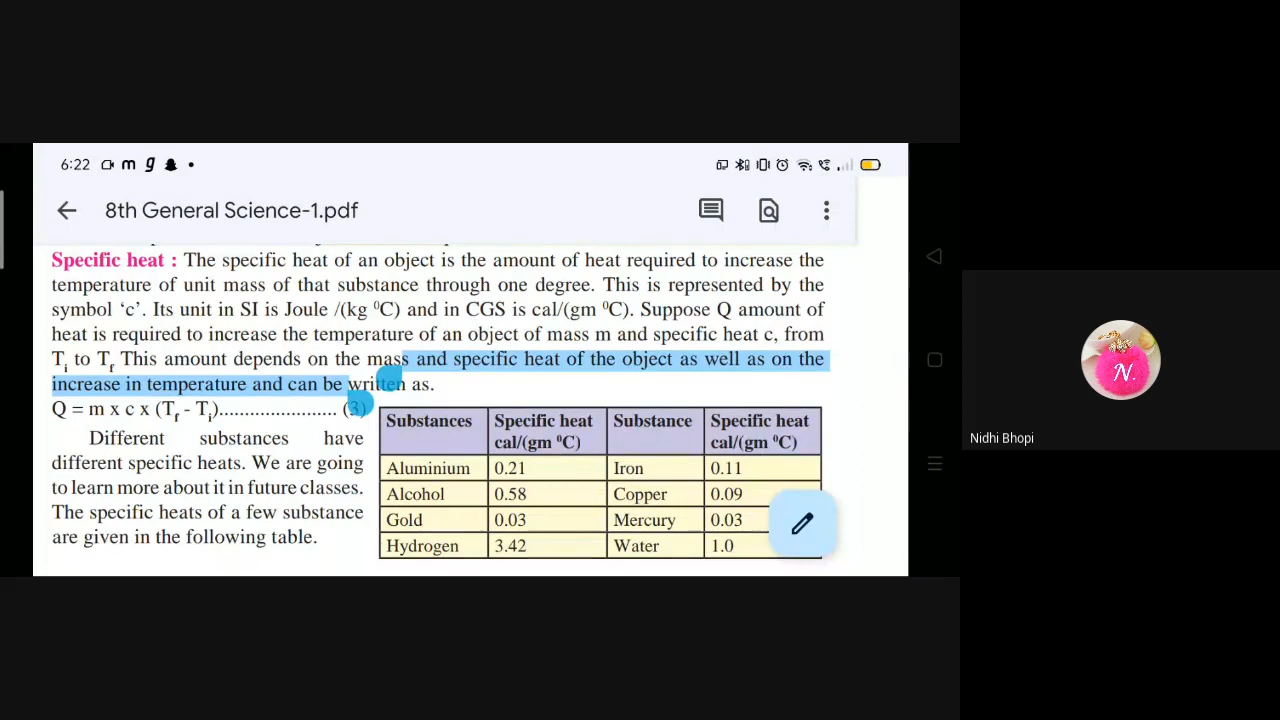 6:22
8th General Science-1.pdf
Specific heat : The specific heat of an object is the amount of heat required to increase the
temperature of unit mass of that substance through one degree. This is represented by the
symbol ‘c’. Its unit in SI is Joule /(kg ⁰C) and in CGS is cal/(gm ⁰C). Suppose Q amount of
heat is required to increase the temperature of an object of mass m and specific heat c, from
Tᵢ to T_f This amount depends on the mass and specific heat of the object as well as on the
increase in temperature and can be written as.
Q = m x c x (T_f - Tᵢ)....................... (3)
Different substances have
different specific heats. We are going
to learn more about it in future classes.
The specific heats of a few substance
are given in the following table.
Substances Specific heat cal/(gm ⁰C) Substance Specific heat cal/(gm ⁰C)
Aluminium 0.21 Iron 0.11
Alcohol 0.58 Copper 0.09
Gold 0.03 Mercury 0.03
Hydrogen 3.42 Water 1.0
N.
Nidhi Bhopi